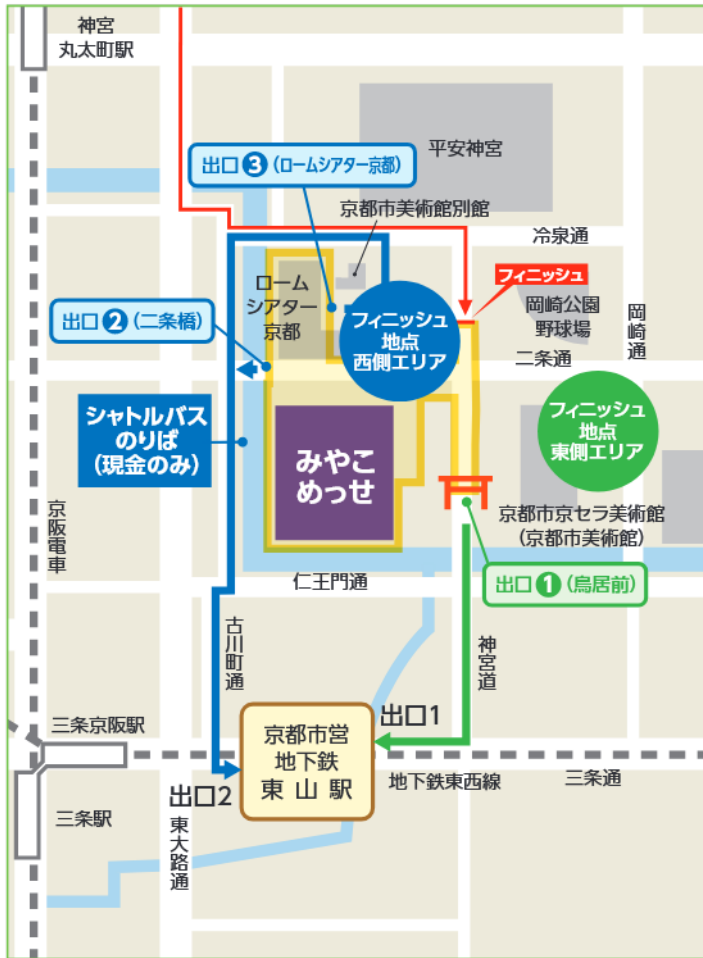 神宮
丸太町駅
平安神宮
出口❸(ロームシアター京都)
京都市美術館別館
冷泉通
フィニッシュ
ローム
シアター
京都
岡崎公園
野球場
岡崎通
出口❷(二条橋)
フィニッシュ
地点
西側エリア
二条通
シャトルバス
のりば
(現金のみ)
フィニッシュ
地点
東側エリア
みやこ
めっせ
京阪電車
京都市京セラ美術館
(京都市美術館)
仁王門通
出口❶(鳥居前)
古川町通
神宮道
三条京阪駅
京都市営
地下鉄
東山駅
出口1
地下鉄東西線
三条通
出口2
三条駅
東大路通